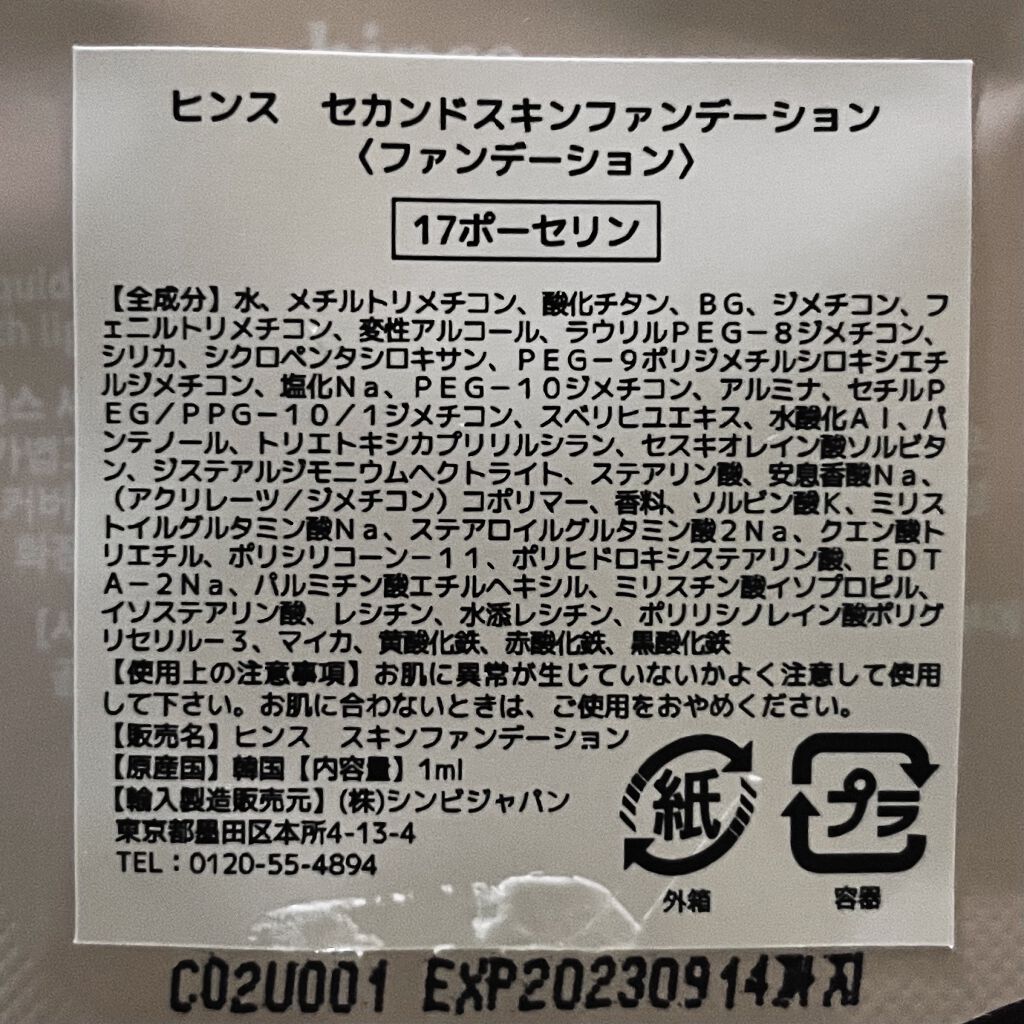 ヒンス　セカンドスキンファンデーション
〈ファンデーション〉
17ポーセリン
【全成分】水、メチルトリメチコン、酸化チタン、ＢＧ、ジメチコン、フ
ェニルトリメチコン、変性アルコール、ラウリルＰＥＧ－８ジメチコン、
シリカ、シクロペンタシロキサン、ＰＥＧ－９ポリジメチルシロキシエチ
ルジメチコン、塩化Ｎａ、ＰＥＧ－１０ジメチコン、アルミナ、セチルＰ
ＥＧ/ＰＰＧ－１０/１ジメチコン、スベリヒユエキス、水酸化ＡＩ、パ
ンテノール、トリエトキシカプリリルシラン、セスキオレイン酸ソルビタ
ン、ジステアルジモニウムヘクトライト、ステアリン酸、安息香酸Ｎａ、
（アクリレーツ／ジメチコン）コポリマー、香料、ソルビン酸Ｋ、ミリス
トイルグルタミン酸Ｎａ、ステアロイルグルタミン酸２Ｎａ、クエン酸ト
リエチル、ポリシリコーン－１１、ポリヒドロキシステアリン酸、ＥＤＴ
Ａ－２Ｎａ、パルミチン酸エチルヘキシル、ミリスチン酸イソプロピル、
イソステアリン酸、レシチン、水添レシチン、ポリリシノレイン酸ポリグ
リセリル－３、マイカ、黄酸化鉄、赤酸化鉄、黒酸化鉄
【使用上の注意事項】お肌に異常が生じていないかよく注意して使用
して下さい。お肌に合わないときは、ご使用をおやめください。
【販売名】ヒンス　スキンファンデーション
【原産国】韓国【内容量】1ml
【輸入製造販売元】(株)シンビジャパン
東京都墨田区本所4-13-4
TEL：0120-55-4894
紙
外箱
プラ
容器
C02U001 EXP20230914까지